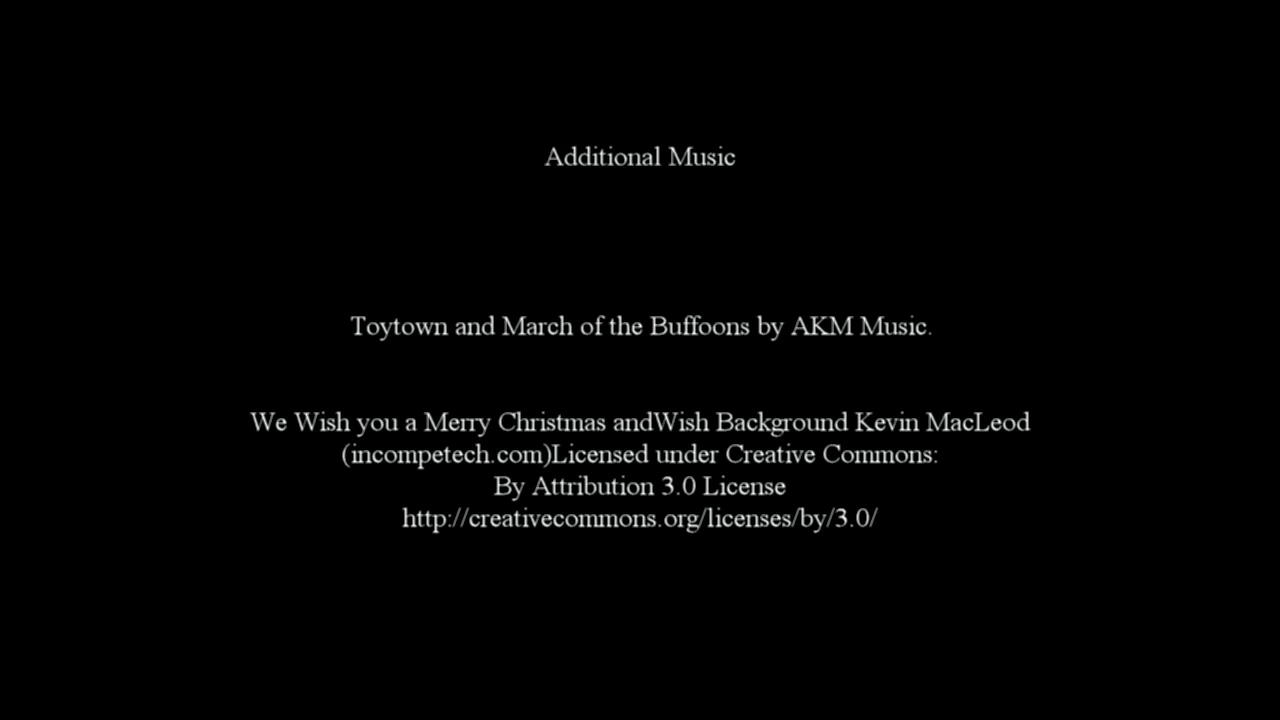 Additional Music
Toytown and March of the Buffoons by AKM Music.
We Wish you a Merry Christmas andWish Background Kevin MacLeod
(incompetech.com)Licensed under Creative Commons:
By Attribution 3.0 License
http://creativecommons.org/licenses/by/3.0/